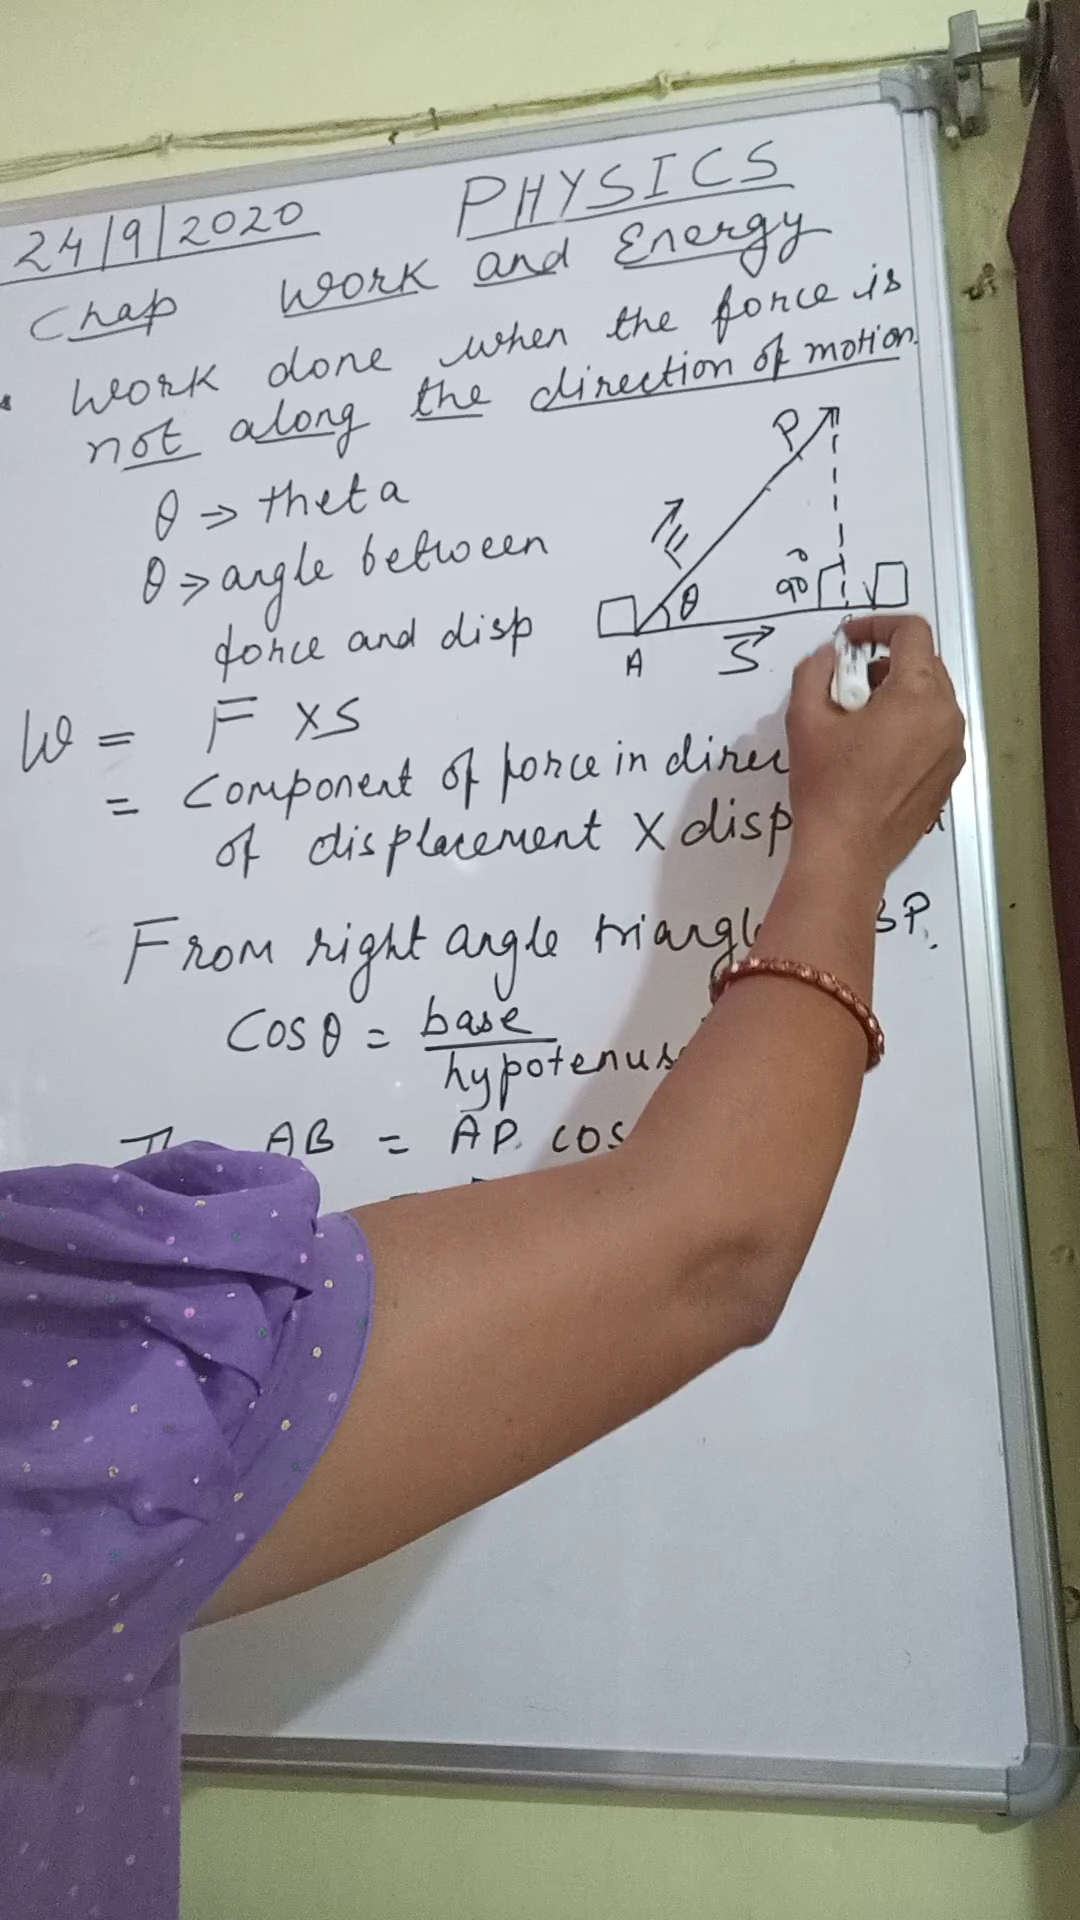 24/9/2020 PHYSICS
Chap Work and Energy
Work done when the force is
not along the direction of motion.
θ ⇒ theta
θ ⇒ angle between
force and disp
P
F
θ
90°
A
S
W = F x S
= Component of force in direc
of displacement x disp
From right angle triangl BP.
Cos θ = base / hypotenuse
AB = AP cos